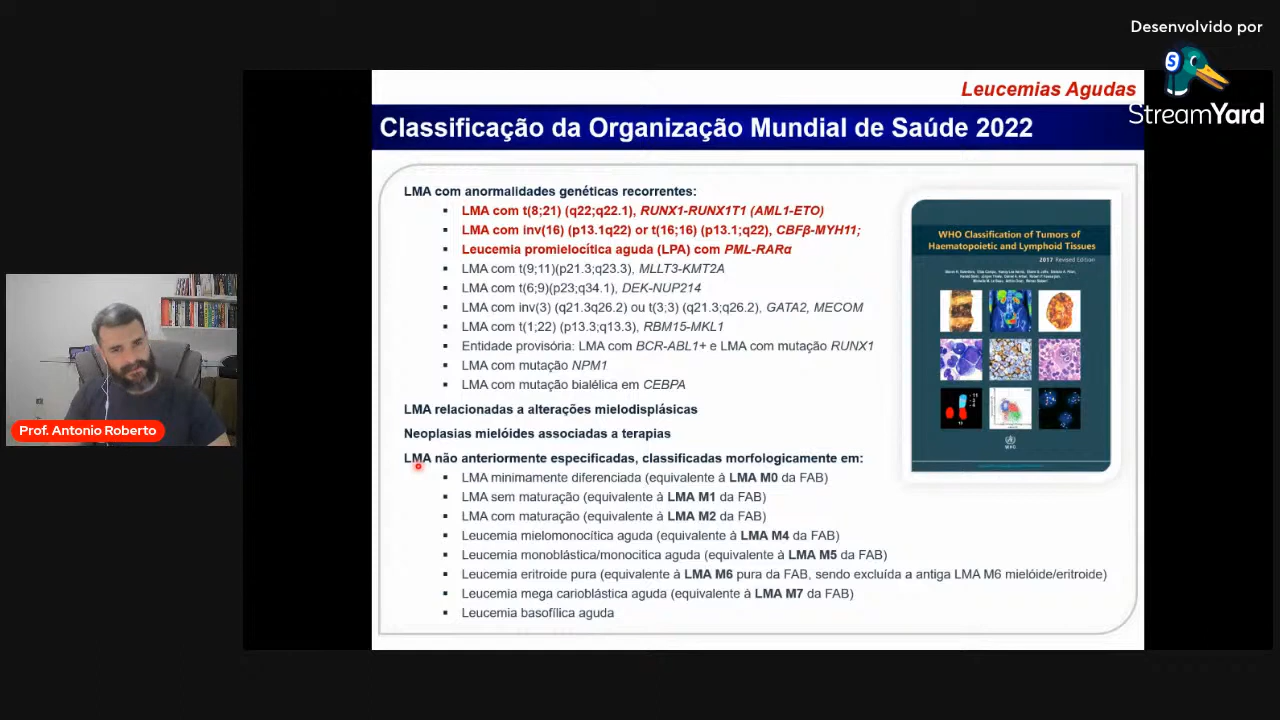 Desenvolvido por
StreamYard
Leucemias Agudas
Classificação da Organização Mundial de Saúde 2022
LMA com anormalidades genéticas recorrentes:
▪ LMA com t(8;21) (q22;q22.1), RUNX1-RUNX1T1 (AML1-ETO)
▪ LMA com inv(16) (p13.1q22) or t(16;16) (p13.1;q22), CBFβ-MYH11;
▪ Leucemia promielocítica aguda (LPA) com PML-RARα
▪ LMA com t(9;11)(p21.3;q23.3), MLLT3-KMT2A
▪ LMA com t(6;9)(p23;q34.1), DEK-NUP214
▪ LMA com inv(3) (q21.3q26.2) ou t(3;3) (q21.3;q26.2), GATA2, MECOM
▪ LMA com t(1;22) (p13.3;q13.3), RBM15-MKL1
▪ Entidade provisória: LMA com BCR-ABL1+ e LMA com mutação RUNX1
▪ LMA com mutação NPM1
▪ LMA com mutação bialélica em CEBPA
LMA relacionadas a alterações mielodisplásicas
Neoplasias mielóides associadas a terapias
LMA não anteriormente especificadas, classificadas morfologicamente em:
▪ LMA minimamente diferenciada (equivalente à LMA M0 da FAB)
▪ LMA sem maturação (equivalente à LMA M1 da FAB)
▪ LMA com maturação (equivalente à LMA M2 da FAB)
▪ Leucemia mielomonocítica aguda (equivalente à LMA M4 da FAB)
▪ Leucemia monoblástica/monocitica aguda (equivalente à LMA M5 da FAB)
▪ Leucemia eritroide pura (equivalente à LMA M6 pura da FAB, sendo excluída a antiga LMA M6 mielóide/eritroide)
▪ Leucemia mega carioblástica aguda (equivalente à LMA M7 da FAB)
▪ Leucemia basofílica aguda
WHO Classification of Tumors of
Haematopoietic and Lymphoid Tissues
2017 Revised Edition
Prof. Antonio Roberto